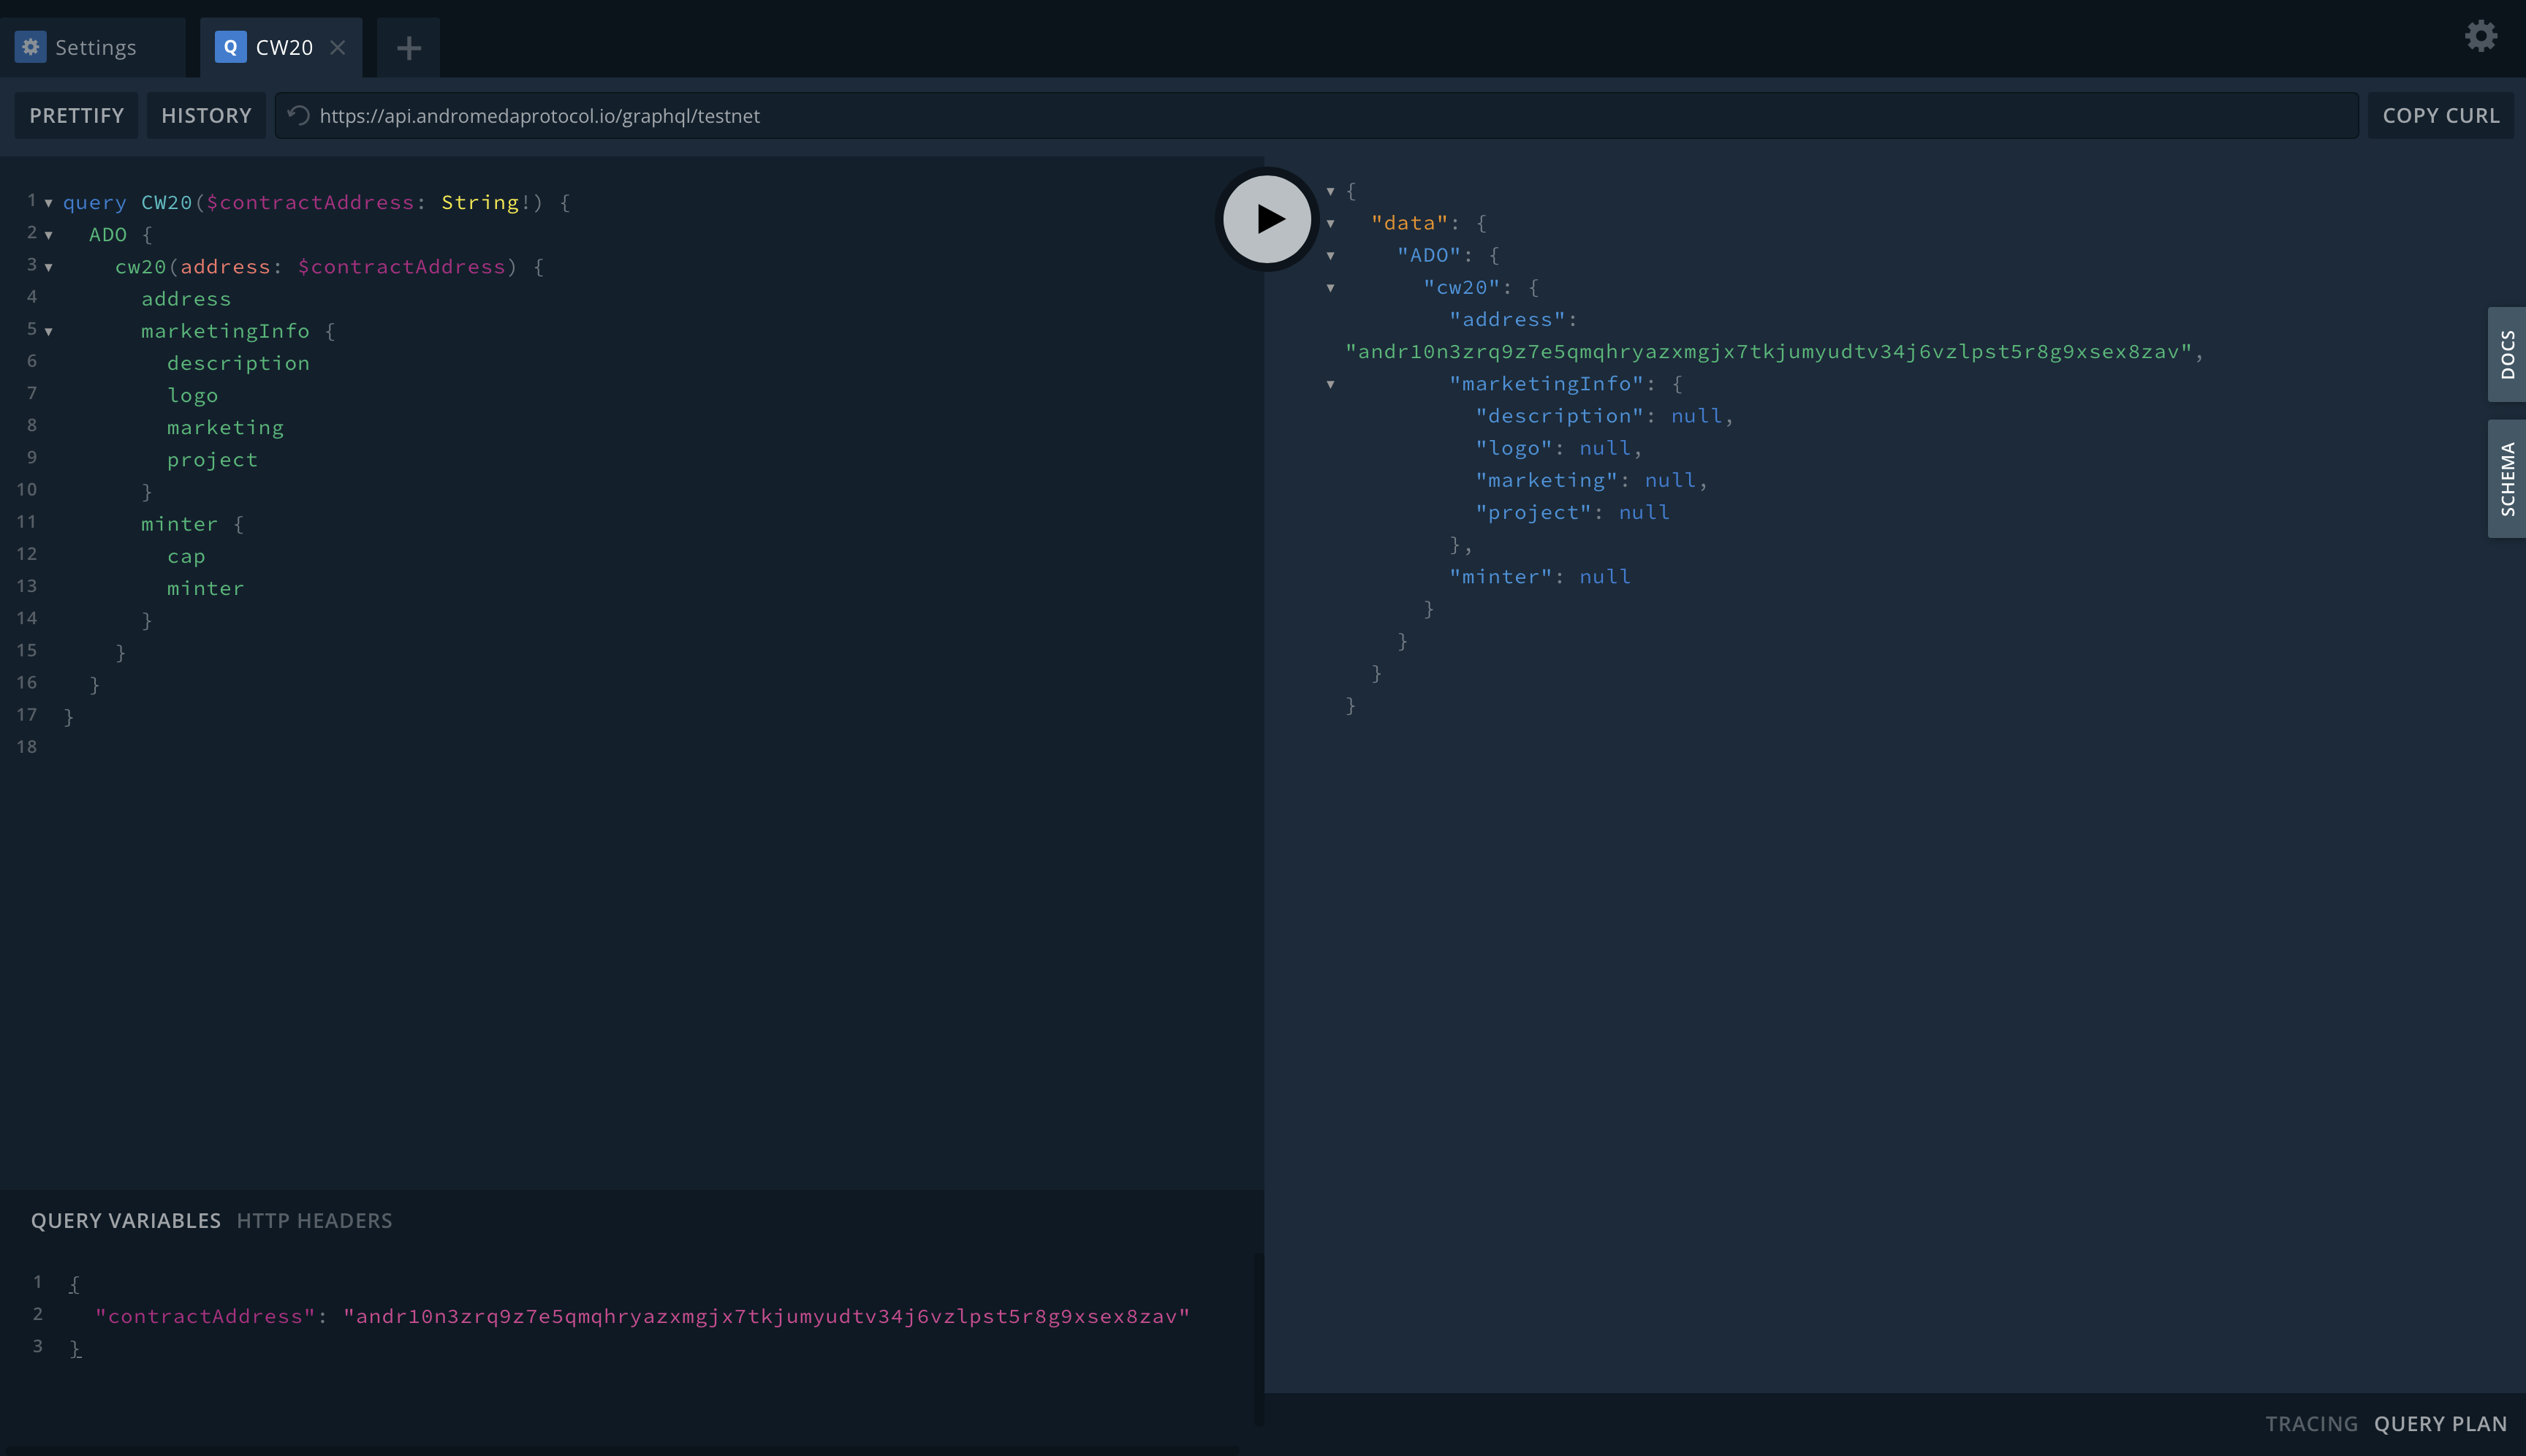 Settings
Q CW20
PRETTIFY HISTORY https://api.andromedaprotocol.io/graphql/testnet COPY CURL
1 query CW20($contractAddress: String!) {
2 ADO {
3 cw20(address: $contractAddress) {
4 address
5 marketingInfo {
6 description
7 logo
8 marketing
9 project
10 }
11 minter {
12 cap
13 minter
14 }
15 }
16 }
17 }
18
QUERY VARIABLES HTTP HEADERS
1 {
2 "contractAddress": "andr10n3zrq9z7e5qmqhryazxmgjx7tkjumyudtv34j6vzlpst5r8g9xsex8zav"
3 }
{
"data": {
"ADO": {
"cw20": {
"address":
"andr10n3zrq9z7e5qmqhryazxmgjx7tkjumyudtv34j6vzlpst5r8g9xsex8zav",
"marketingInfo": {
"description": null,
"logo": null,
"marketing": null,
"project": null
},
"minter": null
}
}
}
}
DOCS
SCHEMA
TRACING QUERY PLAN